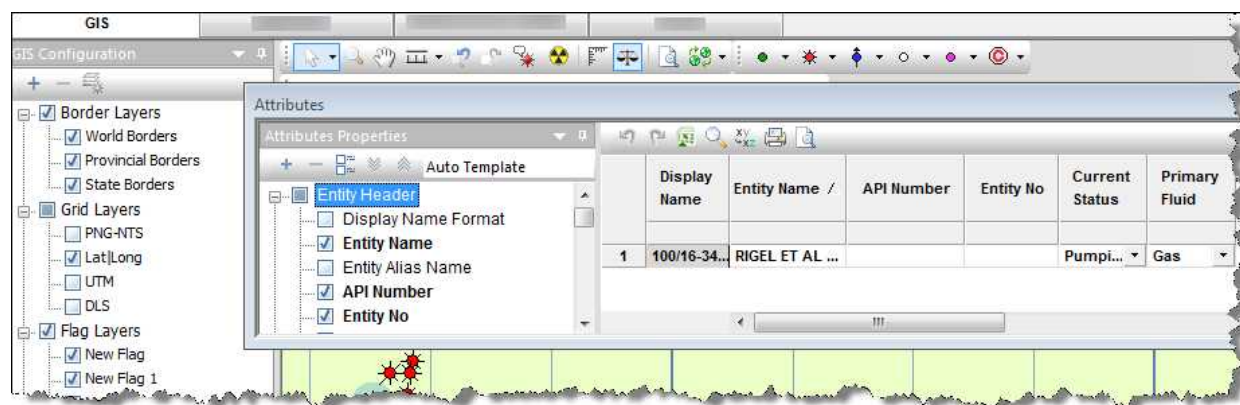 GIS
GIS Configuration
Border Layers
World Borders
Provincial Borders
State Borders
Grid Layers
PNG-NTS
Lat|Long
UTM
DLS
Flag Layers
New Flag
New Flag 1
Attributes
Attributes Properties
Auto Template
Entity Header
Display Name Format
Entity Name
Entity Alias Name
API Number
Entity No
Display Name Entity Name / API Number Entity No Current Status Primary Fluid
1 100/16-34... RIGEL ET AL ... Pumpi... Gas